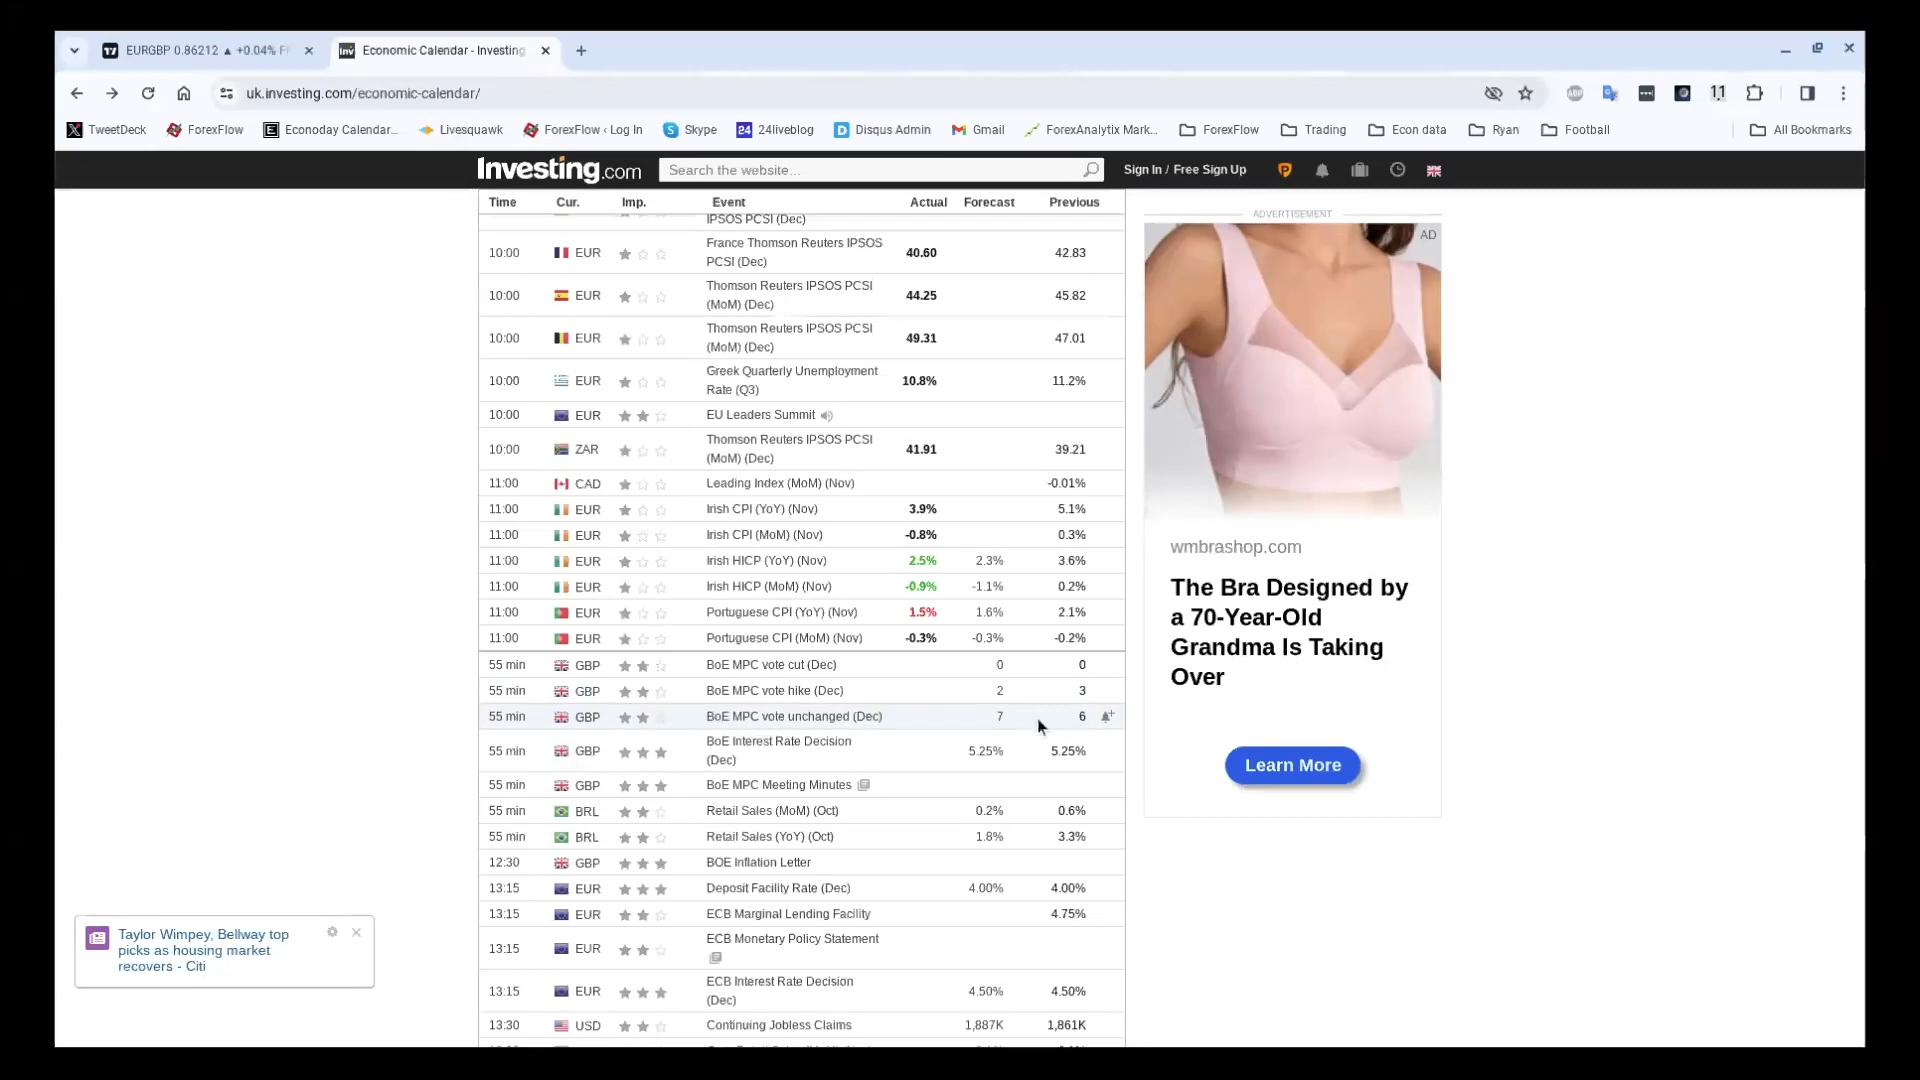 EURGBP 0.86212 ▲ +0.04%
Economic Calendar - Investing
uk.investing.com/economic-calendar/
TweetDeck ForexFlow Econoday Calendar... Livesquawk ForexFlow ‹ Log In Skype 24liveblog Disqus Admin Gmail ForexAnalytix Mark... ForexFlow Trading Econ data Ryan Football All Bookmarks
Investing.com Search the website... Sign In / Free Sign Up
Time Cur. Imp. Event Actual Forecast Previous
IPSOS PCSI (Dec)
10:00 EUR France Thomson Reuters IPSOS
PCSI (Dec) 40.60 42.83
10:00 EUR Thomson Reuters IPSOS PCSI
(MoM) (Dec) 44.25 45.82
10:00 EUR Thomson Reuters IPSOS PCSI
(MoM) (Dec) 49.31 47.01
10:00 EUR Greek Quarterly Unemployment
Rate (Q3) 10.8% 11.2%
10:00 EUR EU Leaders Summit
10:00 ZAR Thomson Reuters IPSOS PCSI
(MoM) (Dec) 41.91 39.21
11:00 CAD Leading Index (MoM) (Nov) -0.01%
11:00 EUR Irish CPI (YoY) (Nov) 3.9% 5.1%
11:00 EUR Irish CPI (MoM) (Nov) -0.8% 0.3%
11:00 EUR Irish HICP (YoY) (Nov) 2.5% 2.3% 3.6%
11:00 EUR Irish HICP (MoM) (Nov) -0.9% -1.1% 0.2%
11:00 EUR Portuguese CPI (YoY) (Nov) 1.5% 1.6% 2.1%
11:00 EUR Portuguese CPI (MoM) (Nov) -0.3% -0.3% -0.2%
55 min GBP BoE MPC vote cut (Dec) 0 0
55 min GBP BoE MPC vote hike (Dec) 2 3
55 min GBP BoE MPC vote unchanged (Dec) 7 6
55 min GBP BoE Interest Rate Decision
(Dec) 5.25% 5.25%
55 min GBP BoE MPC Meeting Minutes
55 min BRL Retail Sales (MoM) (Oct) 0.2% 0.6%
55 min BRL Retail Sales (YoY) (Oct) 1.8% 3.3%
12:30 GBP BOE Inflation Letter
13:15 EUR Deposit Facility Rate (Dec) 4.00% 4.00%
13:15 EUR ECB Marginal Lending Facility 4.75%
13:15 EUR ECB Monetary Policy Statement
13:15 EUR ECB Interest Rate Decision
(Dec) 4.50% 4.50%
13:30 USD Continuing Jobless Claims 1,887K 1,861K
ADVERTISEMENT
AD
wmbrashop.com
The Bra Designed by
a 70-Year-Old
Grandma Is Taking
Over
Learn More
Taylor Wimpey, Bellway top
picks as housing market
recovers - Citi